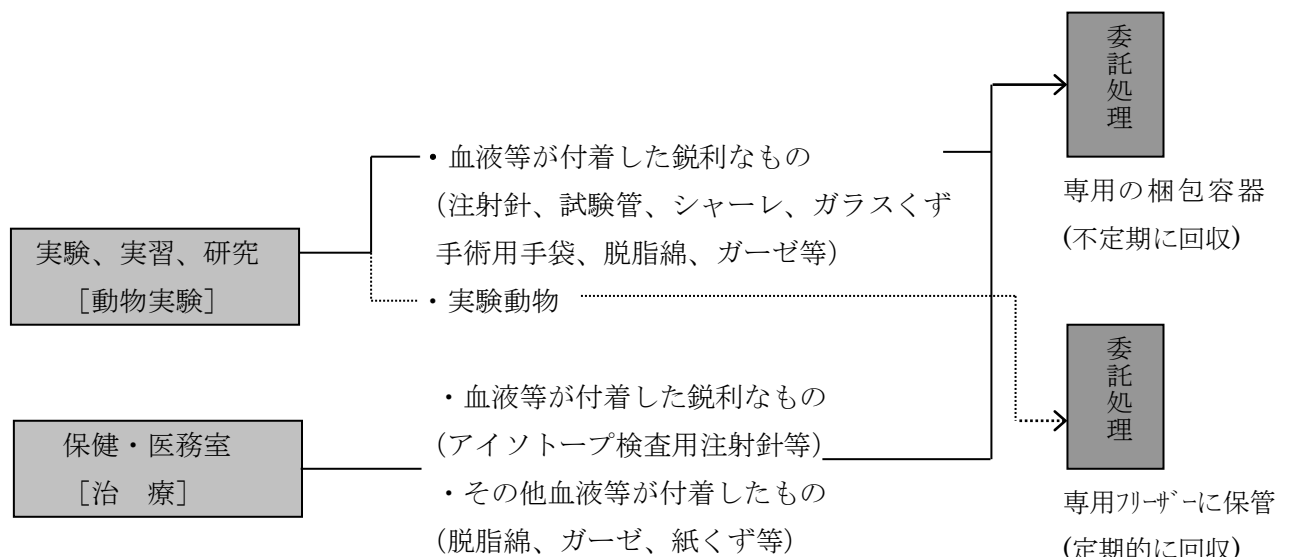 実験、実習、研究
［動物実験］
・血液等が付着した鋭利なもの
（注射針、試験管、シャーレ、ガラスくず
手術用手袋、脱脂綿、ガーゼ等）
・実験動物
保健・医務室
［治　療］
・血液等が付着した鋭利なもの
（アイソトープ検査用注射針等）
・その他血液等が付着したもの
（脱脂綿、ガーゼ、紙くず等）
委託処理
専用の梱包容器
(不定期に回収)
委託処理
専用ﾌﾘｰｻﾞｰに保管
(定期的に回収)